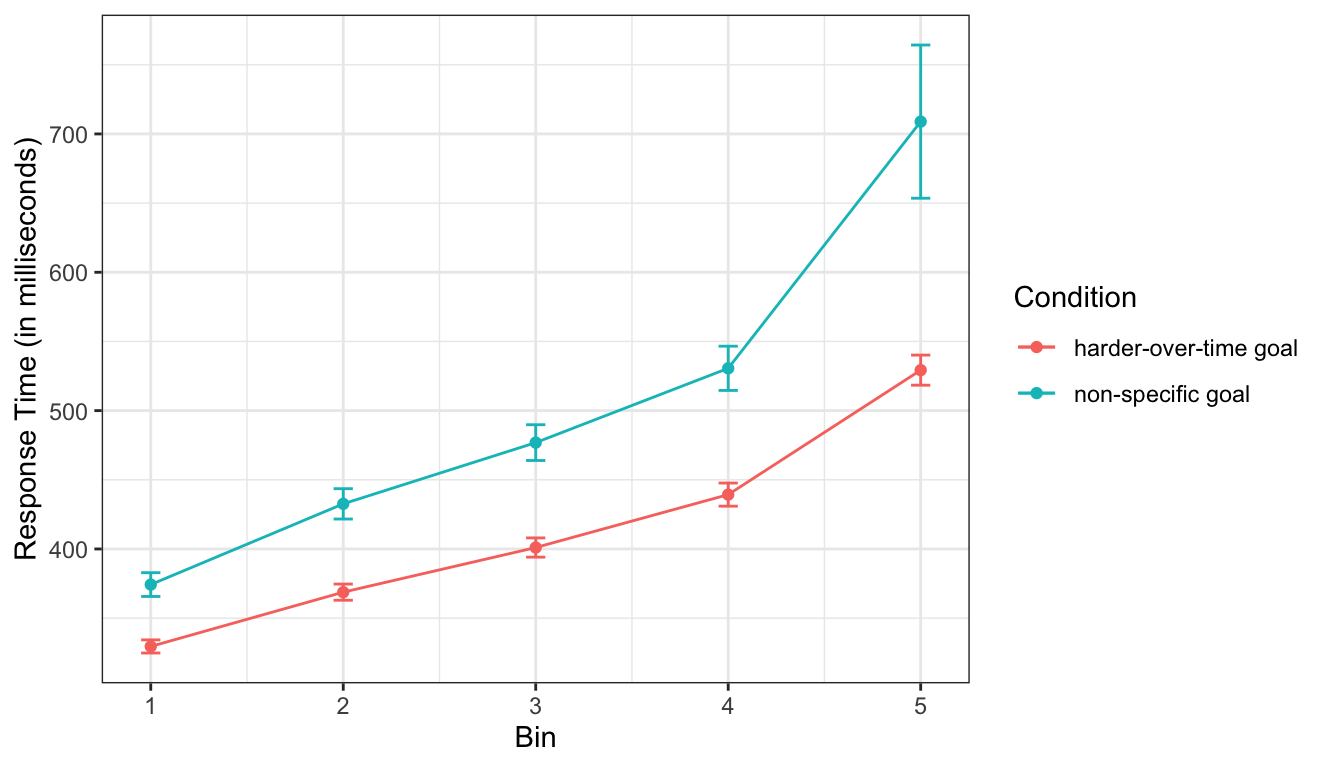 Response Time (in milliseconds)
700
600
500
400
1 2 3 4 5
Bin
Condition
harder-over-time goal
non-specific goal